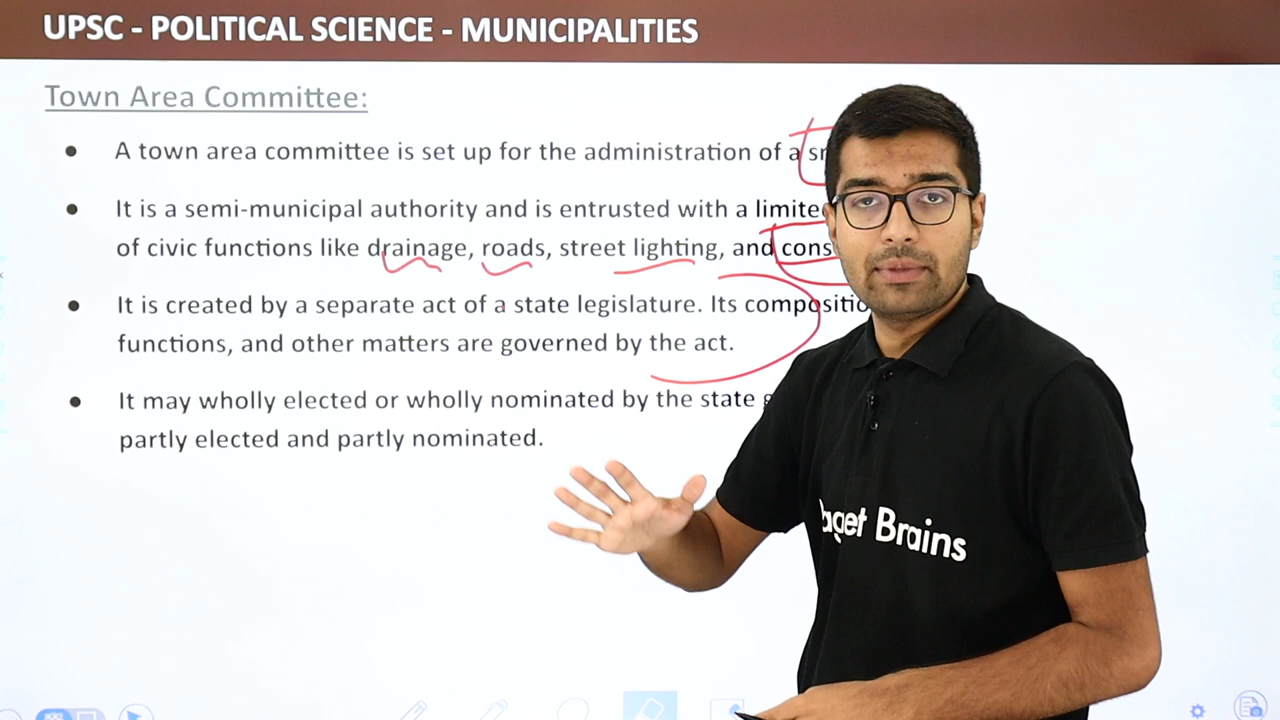 UPSC - POLITICAL SCIENCE - MUNICIPALITIES
Town Area Committee:
• A town area committee is set up for the administration of a
• It is a semi-municipal authority and is entrusted with a
of civic functions like drainage, roads, street lighting, and
• It is created by a separate act of a state legislature. Its
functions, and other matters are governed by the act.
• It may wholly elected or wholly nominated by the state
partly elected and partly nominated.
Brains